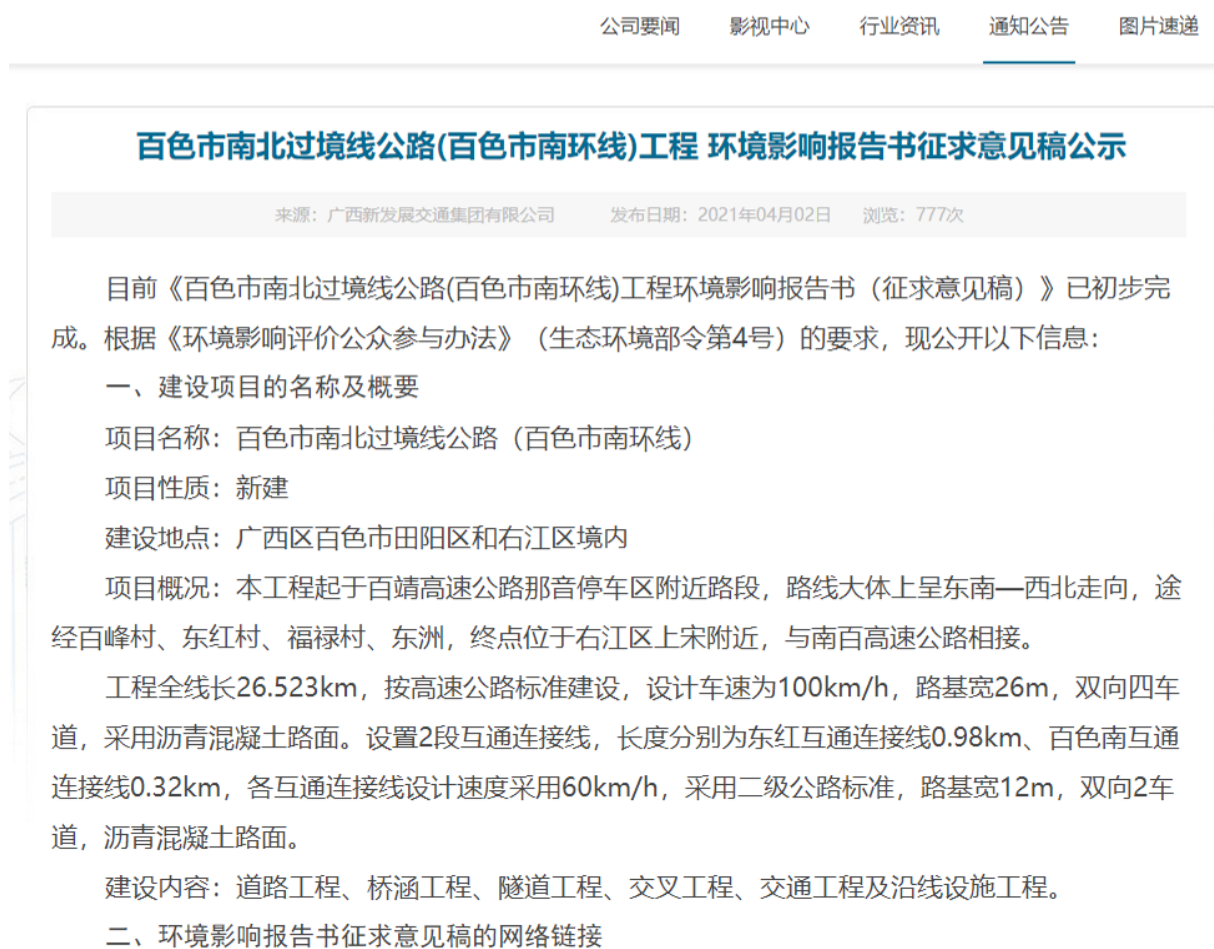 公司要闻 影视中心 行业资讯 通知公告 图片速递
百色市南北过境线公路(百色市南环线)工程 环境影响报告书征求意见稿公示
来源：广西新发展交通集团有限公司 发布日期：2021年04月02日 浏览：777次
目前《百色市南北过境线公路(百色市南环线)工程环境影响报告书（征求意见稿）》已初步完
成。根据《环境影响评价公众参与办法》（生态环境部令第4号）的要求，现公开以下信息：
一、建设项目的名称及概要
项目名称：百色市南北过境线公路（百色市南环线）
项目性质：新建
建设地点：广西区百色市田阳区和右江区境内
项目概况：本工程起于百靖高速公路那音停车区附近路段，路线大体上呈东南—西北走向，途
经百峰村、东红村、福禄村、东洲，终点位于右江区上宋附近，与南百高速公路相接。
工程全线长26.523km，按高速公路标准建设，设计车速为100km/h，路基宽26m，双向四车
道，采用沥青混凝土路面。设置2段互通连接线，长度分别为东红互通连接线0.98km、百色南互通
连接线0.32km，各互通连接线设计速度采用60km/h，采用二级公路标准，路基宽12m，双向2车
道，沥青混凝土路面。
建设内容：道路工程、桥涵工程、隧道工程、交叉工程、交通工程及沿线设施工程。
二、环境影响报告书征求意见稿的网络链接